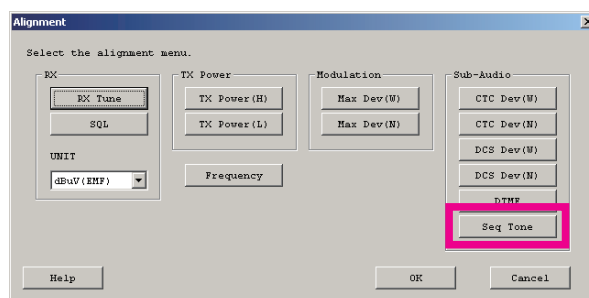 Alignment
Select the alignment menu.
RX
TX Power
Modulation
Sub-Audio
RX Tune
TX Power(H)
Max Dev(W)
CTC Dev(W)
SQL
TX Power(L)
Max Dev(N)
CTC Dev(N)
UNIT
DCS Dev(W)
dBuV(EMF)
Frequency
DCS Dev(N)
DTMF
Seq Tone
Help
OK
Cancel